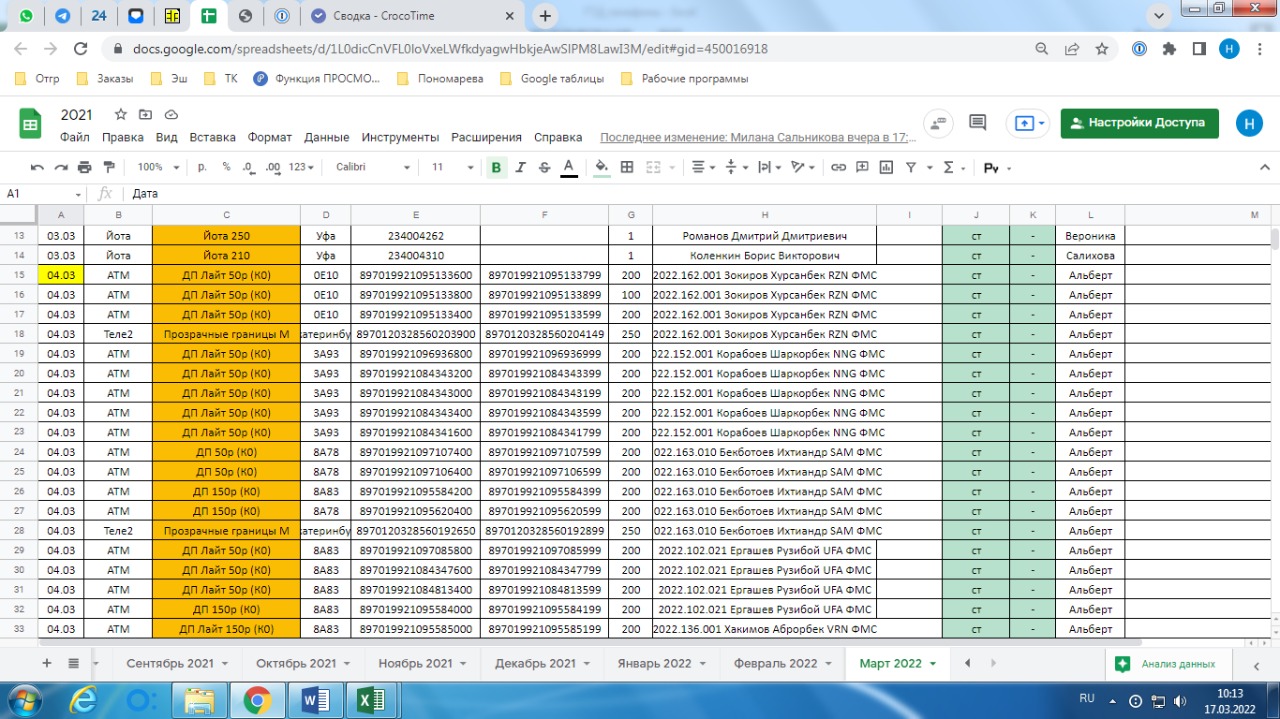 24 Сводка - CrocoTime
docs.google.com/spreadsheets/d/1L0dicCnVFL0IoVxeLWfkdyagwHbkjeAwSIPM8LawI3M/edit#gid=450016918 Н
Отгр Заказы Эш ТК Функция ПРОСМО... Пономарева Google таблицы Рабочие программы
2021
Файл Правка Вид Вставка Формат Данные Инструменты Расширения Справка Последнее изменение: Милана Сальникова вчера в 17:... Настройки Доступа Н
100% р. % .0 .00 123 Calibri 11 B I S A Σ Ру
A1 fx Дата
A B C D E F G H I J K L M
13 03.03 Йота Йота 250 Уфа 234004262 1 Романов Дмитрий Дмитриевич ст - Вероника
14 03.03 Йота Йота 210 234004310 1 Коленкин Борис Викторович ст - Салихова
15 04.03 АТМ ДП Лайт 50р (К0) 0Е10 897019921095133600 897019921095133799 200 2022.162.001 Зокиров Хурсанбек RZN ФМС ст - Альберт
16 04.03 АТМ ДП Лайт 50р (К0) 0Е10 897019921095133800 897019921095133899 100 2022.162.001 Зокиров Хурсанбек RZN ФМС ст - Альберт
17 04.03 АТМ ДП Лайт 50р (К0) 0Е10 897019921095133400 897019921095133599 200 2022.162.001 Зокиров Хурсанбек RZN ФМС ст - Альберт
18 04.03 Теле2 Прозрачные границы М катеринбу 8970120328560203900 8970120328560204149 250 2022.162.001 Зокиров Хурсанбек RZN ФМС ст - Альберт
19 04.03 АТМ ДП Лайт 50р (К0) 3А93 897019921096936800 897019921096936999 200 022.152.001 Корабоев Шаркорбек NNG ФМС ст - Альберт
20 04.03 АТМ ДП Лайт 50р (К0) 3А93 897019921084343200 897019921084343399 200 022.152.001 Корабоев Шаркорбек NNG ФМС ст - Альберт
21 04.03 АТМ ДП Лайт 50р (К0) 3А93 897019921084343000 897019921084343199 200 022.152.001 Корабоев Шаркорбек NNG ФМС ст - Альберт
22 04.03 АТМ ДП Лайт 50р (К0) 3А93 897019921084343400 897019921084343599 200 022.152.001 Корабоев Шаркорбек NNG ФМС ст - Альберт
23 04.03 АТМ ДП Лайт 50р (К0) 3А93 897019921084341600 897019921084341799 200 022.152.001 Корабоев Шаркорбек NNG ФМС ст - Альберт
24 04.03 АТМ ДП 50р (К0) 8А78 897019921097107400 897019921097107599 200 022.163.010 Бекботоев Ихтиандр SAM ФМС ст - Альберт
25 04.03 АТМ ДП 50р (К0) 8А78 897019921097106400 897019921097106599 200 022.163.010 Бекботоев Ихтиандр SAM ФМС ст - Альберт
26 04.03 АТМ ДП 150р (К0) 8А83 897019921095584200 897019921095584399 200 022.163.010 Бекботоев Ихтиандр SAM ФМС ст - Альберт
27 04.03 АТМ ДП 150р (К0) 8А83 897019921095620400 897019921095620599 200 022.163.010 Бекботоев Ихтиандр SAM ФМС ст - Альберт
28 04.03 Теле2 Прозрачные границы М катеринбу 8970120328560192650 8970120328560192899 250 022.163.010 Бекботоев Ихтиандр SAM ФМС ст - Альберт
29 04.03 АТМ ДП Лайт 50р (К0) 8А83 897019921097085800 897019921097085999 200 2022.102.021 Ергашев Рузибой UFA ФМС ст - Альберт
30 04.03 АТМ ДП Лайт 50р (К0) 8А83 897019921084347600 897019921084347799 200 2022.102.021 Ергашев Рузибой UFA ФМС ст - Альберт
31 04.03 АТМ ДП Лайт 50р (К0) 8А83 897019921084813400 897019921084813599 200 2022.102.021 Ергашев Рузибой UFA ФМС ст - Альберт
32 04.03 АТМ ДП 150р (К0) 8А83 897019921095584000 897019921095584199 200 2022.102.021 Ергашев Рузибой UFA ФМС ст - Альберт
33 04.03 АТМ ДП Лайт 150р (К0) 8А83 897019921095585000 897019921095585199 200 2022.136.001 Хакимов Аброрбек VRN ФМС ст - Альберт
Сентябрь 2021 Октябрь 2021 Ноябрь 2021 Декабрь 2021 Январь 2022 Февраль 2022 Март 2022 Анализ данных
RU 10:13
17.03.2022